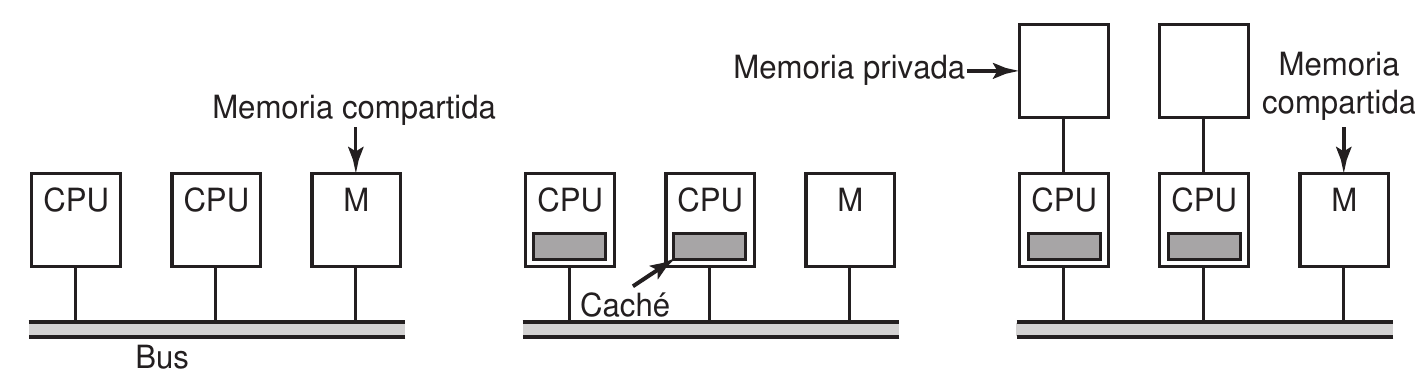 Memoria compartida
CPU
CPU
M
Bus
CPU
CPU
M
Caché
Memoria privada
Memoria
compartida
CPU
CPU
M